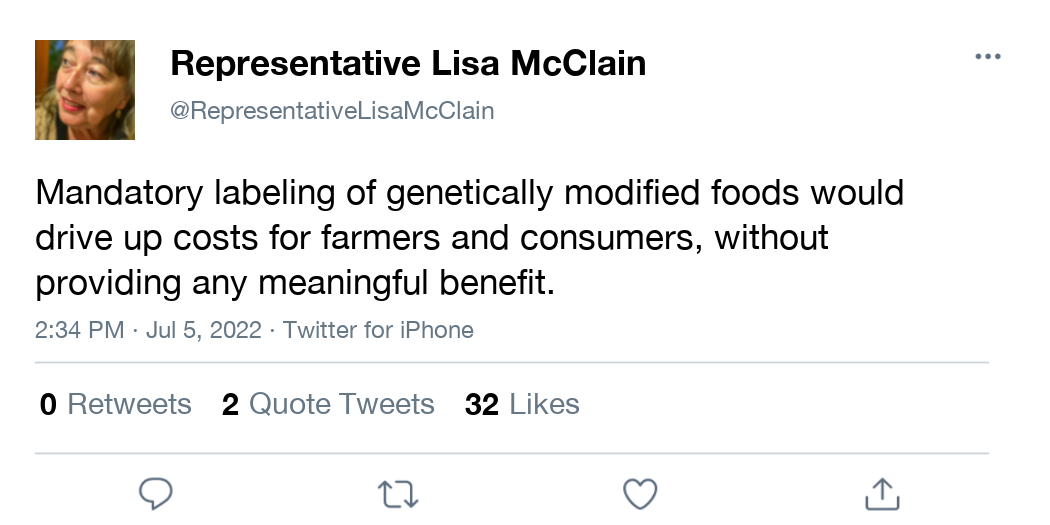 Representative Lisa McClain
@RepresentativeLisaMcClain
Mandatory labeling of genetically modified foods would
drive up costs for farmers and consumers, without
providing any meaningful benefit.
2:34 PM · Jul 5, 2022 · Twitter for iPhone
0 Retweets 2 Quote Tweets 32 Likes